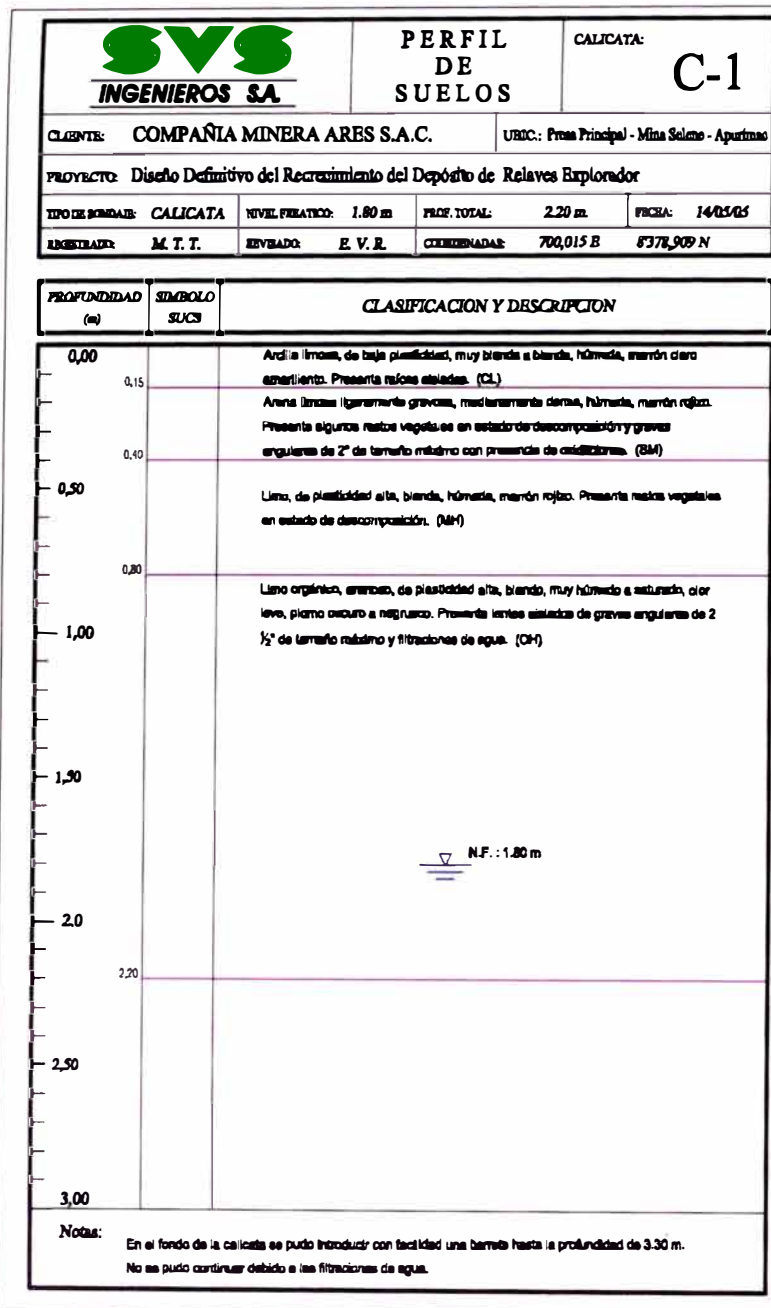 SVS
INGENIEROS S.A.
PERFIL
DE
SUELOS
CALICATA:
C-1
CLIENTE: COMPAÑIA MINERA ARES S.A.C.
UBIC.: Presa Principal - Mina Selene - Apurimac
PROYECTO: Diseño Definitivo del Recrecimiento del Depósito de Relaves Explorador
TIPO DE SONDAJE: CALICATA NIVEL FREATICO: 1.80 m PROF. TOTAL: 2.20 m. FECHA: 14/05/05
REGISTRADO: M. T. T. REVISADO: E. V. R. COORDENADAS: 700,015 E 8'378,909 N
PROFUNDIDAD (m)
SIMBOLO SUCS
CLASIFICACION Y DESCRIPCION
0,00
Arcilla limosa, de baja plasticidad, muy blanda a blanda, húmeda, marrón claro
0,15
amarillento. Presenta raíces aisladas. (CL)
Arena limosa ligeramente gravosa, medianamente densa, húmeda, marrón rojizo.
Presenta algunos restos vegetales en estado de descomposición y gravas
0,40
angulares de 2" de tamaño máximo con presencia de oxidaciones. (SM)
0,50
Limo, de plasticidad alta, blanda, húmeda, marrón rojizo. Presenta restos vegetales
en estado de descomposición. (MH)
0,80
Limo orgánico, arenoso, de plasticidad alta, blando, muy húmedo a saturado, olor
leve, plomo oscuro a negrusco. Presenta lentes aislados de gravas angulares de 2
1,00
½" de tamaño máximo y filtraciones de agua. (OH)
1,50
N.F. : 1.80 m
2.0
2,20
2,50
3,00
Notas:
En el fondo de la calicata se pudo introducir con facilidad una barreta hasta la profundidad de 3.30 m.
No se pudo continuar debido a las filtraciones de agua.